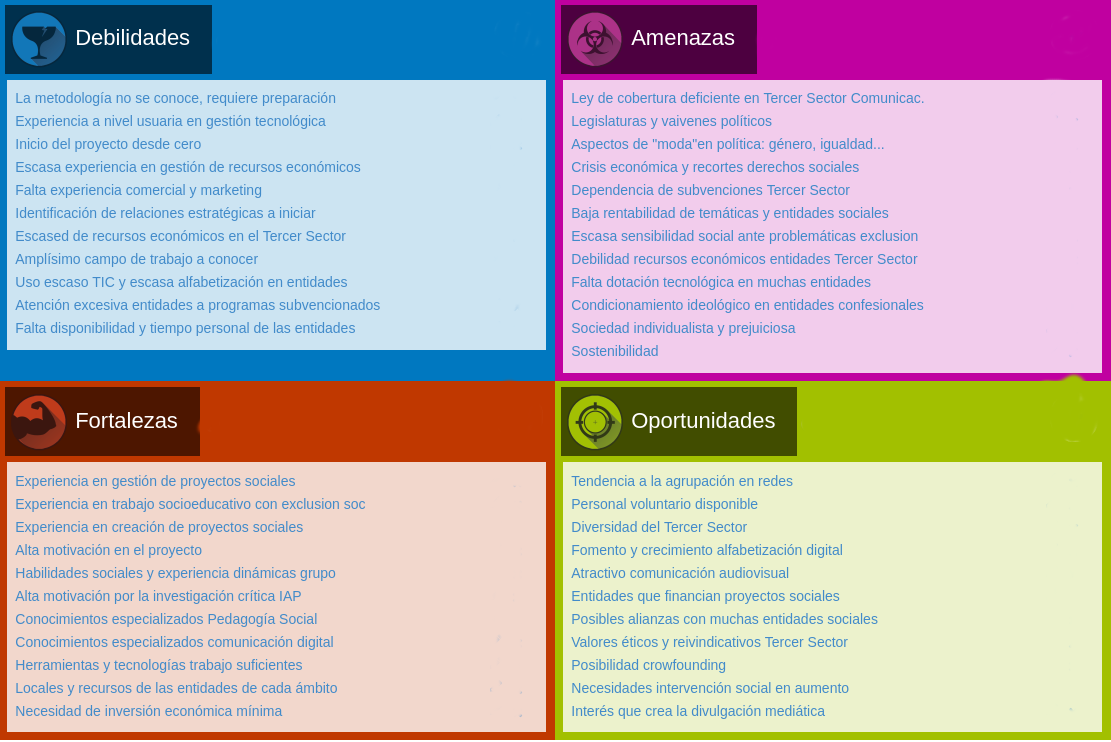 Debilidades
La metodología no se conoce, requiere preparación
Experiencia a nivel usuaria en gestión tecnológica
Inicio del proyecto desde cero
Escasa experiencia en gestión de recursos económicos
Falta experiencia comercial y marketing
Identificación de relaciones estratégicas a iniciar
Escased de recursos económicos en el Tercer Sector
Amplísimo campo de trabajo a conocer
Uso escaso TIC y escasa alfabetización en entidades
Atención excesiva entidades a programas subvencionados
Falta disponibilidad y tiempo personal de las entidades
Amenazas
Ley de cobertura deficiente en Tercer Sector Comunicac.
Legislaturas y vaivenes políticos
Aspectos de "moda"en política: género, igualdad...
Crisis económica y recortes derechos sociales
Dependencia de subvenciones Tercer Sector
Baja rentabilidad de temáticas y entidades sociales
Escasa sensibilidad social ante problemáticas exclusion
Debilidad recursos económicos entidades Tercer Sector
Falta dotación tecnológica en muchas entidades
Condicionamiento ideológico en entidades confesionales
Sociedad individualista y prejuiciosa
Sostenibilidad
Fortalezas
Experiencia en gestión de proyectos sociales
Experiencia en trabajo socioeducativo con exclusion soc
Experiencia en creación de proyectos sociales
Alta motivación en el proyecto
Habilidades sociales y experiencia dinámicas grupo
Alta motivación por la investigación crítica IAP
Conocimientos especializados Pedagogía Social
Conocimientos especializados comunicación digital
Herramientas y tecnologías trabajo suficientes
Locales y recursos de las entidades de cada ámbito
Necesidad de inversión económica mínima
Oportunidades
Tendencia a la agrupación en redes
Personal voluntario disponible
Diversidad del Tercer Sector
Fomento y crecimiento alfabetización digital
Atractivo comunicación audiovisual
Entidades que financian proyectos sociales
Posibles alianzas con muchas entidades sociales
Valores éticos y reivindicativos Tercer Sector
Posibilidad crowfounding
Necesidades intervención social en aumento
Interés que crea la divulgación mediática